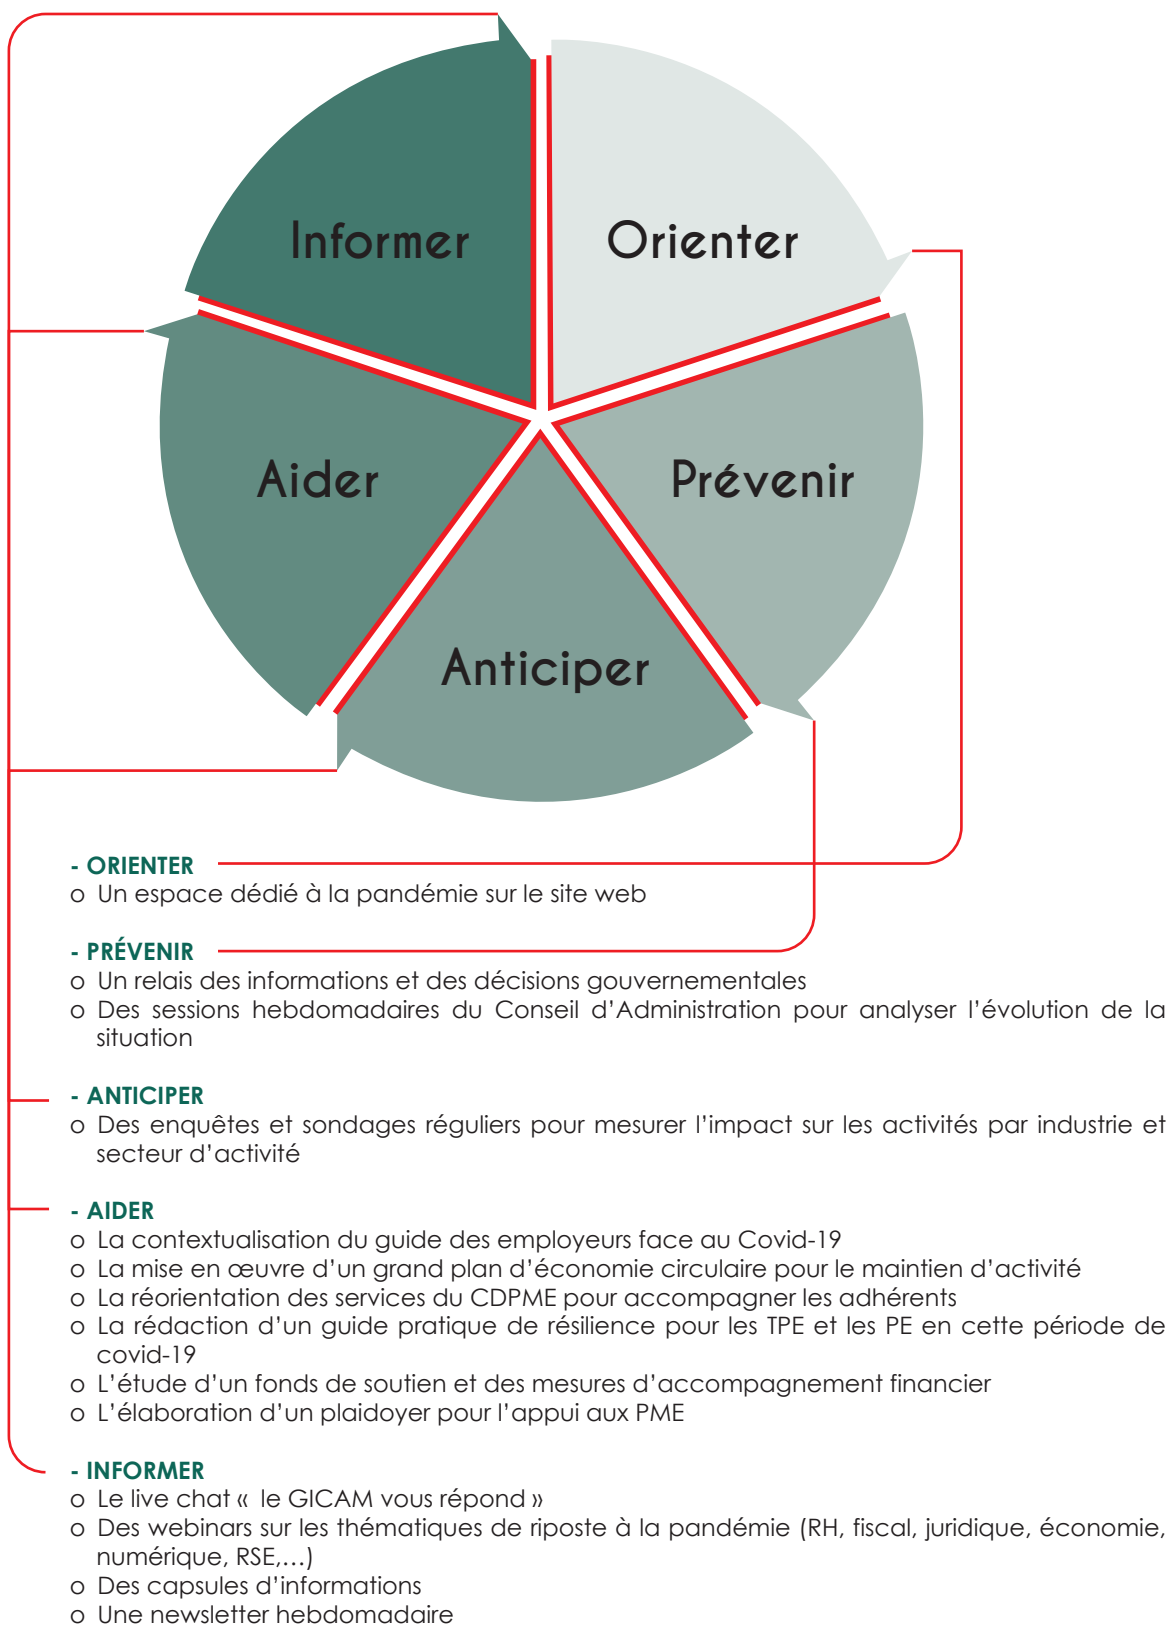 Informer
Orienter
Aider
Prévenir
Anticiper
- ORIENTER
o Un espace dédié à la pandémie sur le site web
- PRÉVENIR
o Un relais des informations et des décisions gouvernementales
o Des sessions hebdomadaires du Conseil d’Administration pour analyser l’évolution de la
situation
- ANTICIPER
o Des enquêtes et sondages réguliers pour mesurer l’impact sur les activités par industrie et
secteur d’activité
- AIDER
o La contextualisation du guide des employeurs face au Covid-19
o La mise en œuvre d’un grand plan d’économie circulaire pour le maintien d’activité
o La réorientation des services du CDPME pour accompagner les adhérents
o La rédaction d’un guide pratique de résilience pour les TPE et les PE en cette période de
covid-19
o L’étude d’un fonds de soutien et des mesures d’accompagnement financier
o L’élaboration d’un plaidoyer pour l’appui aux PME
- INFORMER
o Le live chat « le GICAM vous répond »
o Des webinars sur les thématiques de riposte à la pandémie (RH, fiscal, juridique, économie,
numérique, RSE,…)
o Des capsules d’informations
o Une newsletter hebdomadaire